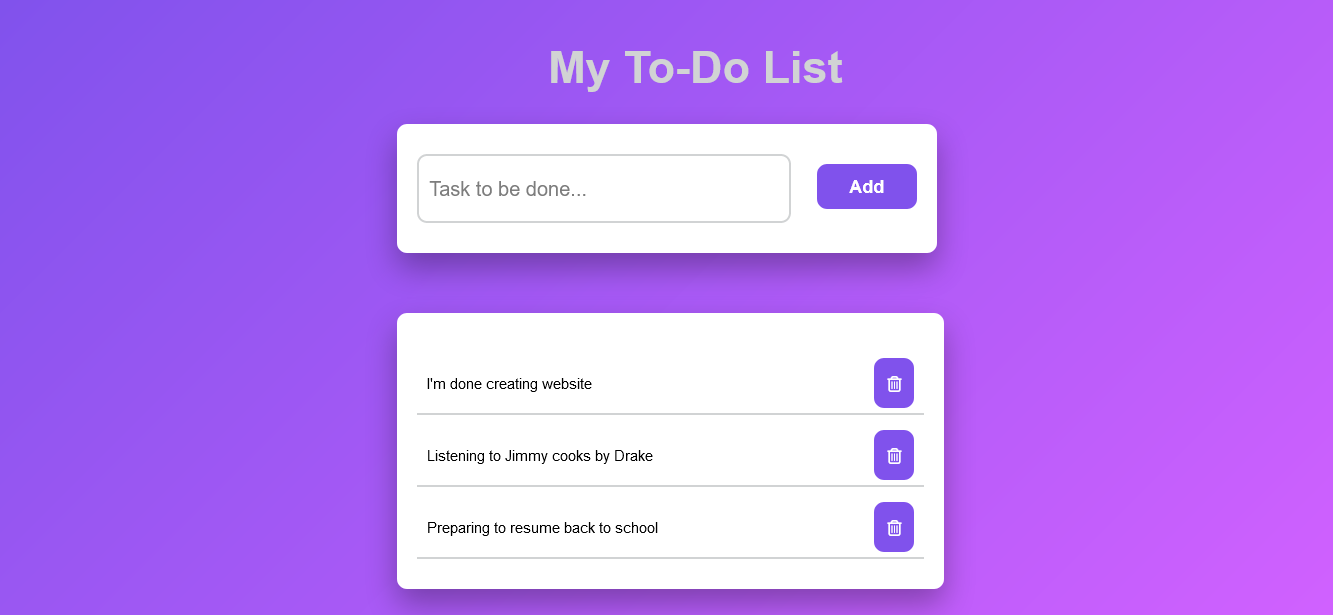 My To-Do List
Task to be done...
Add
I'm done creating website
Listening to Jimmy cooks by Drake
Preparing to resume back to school